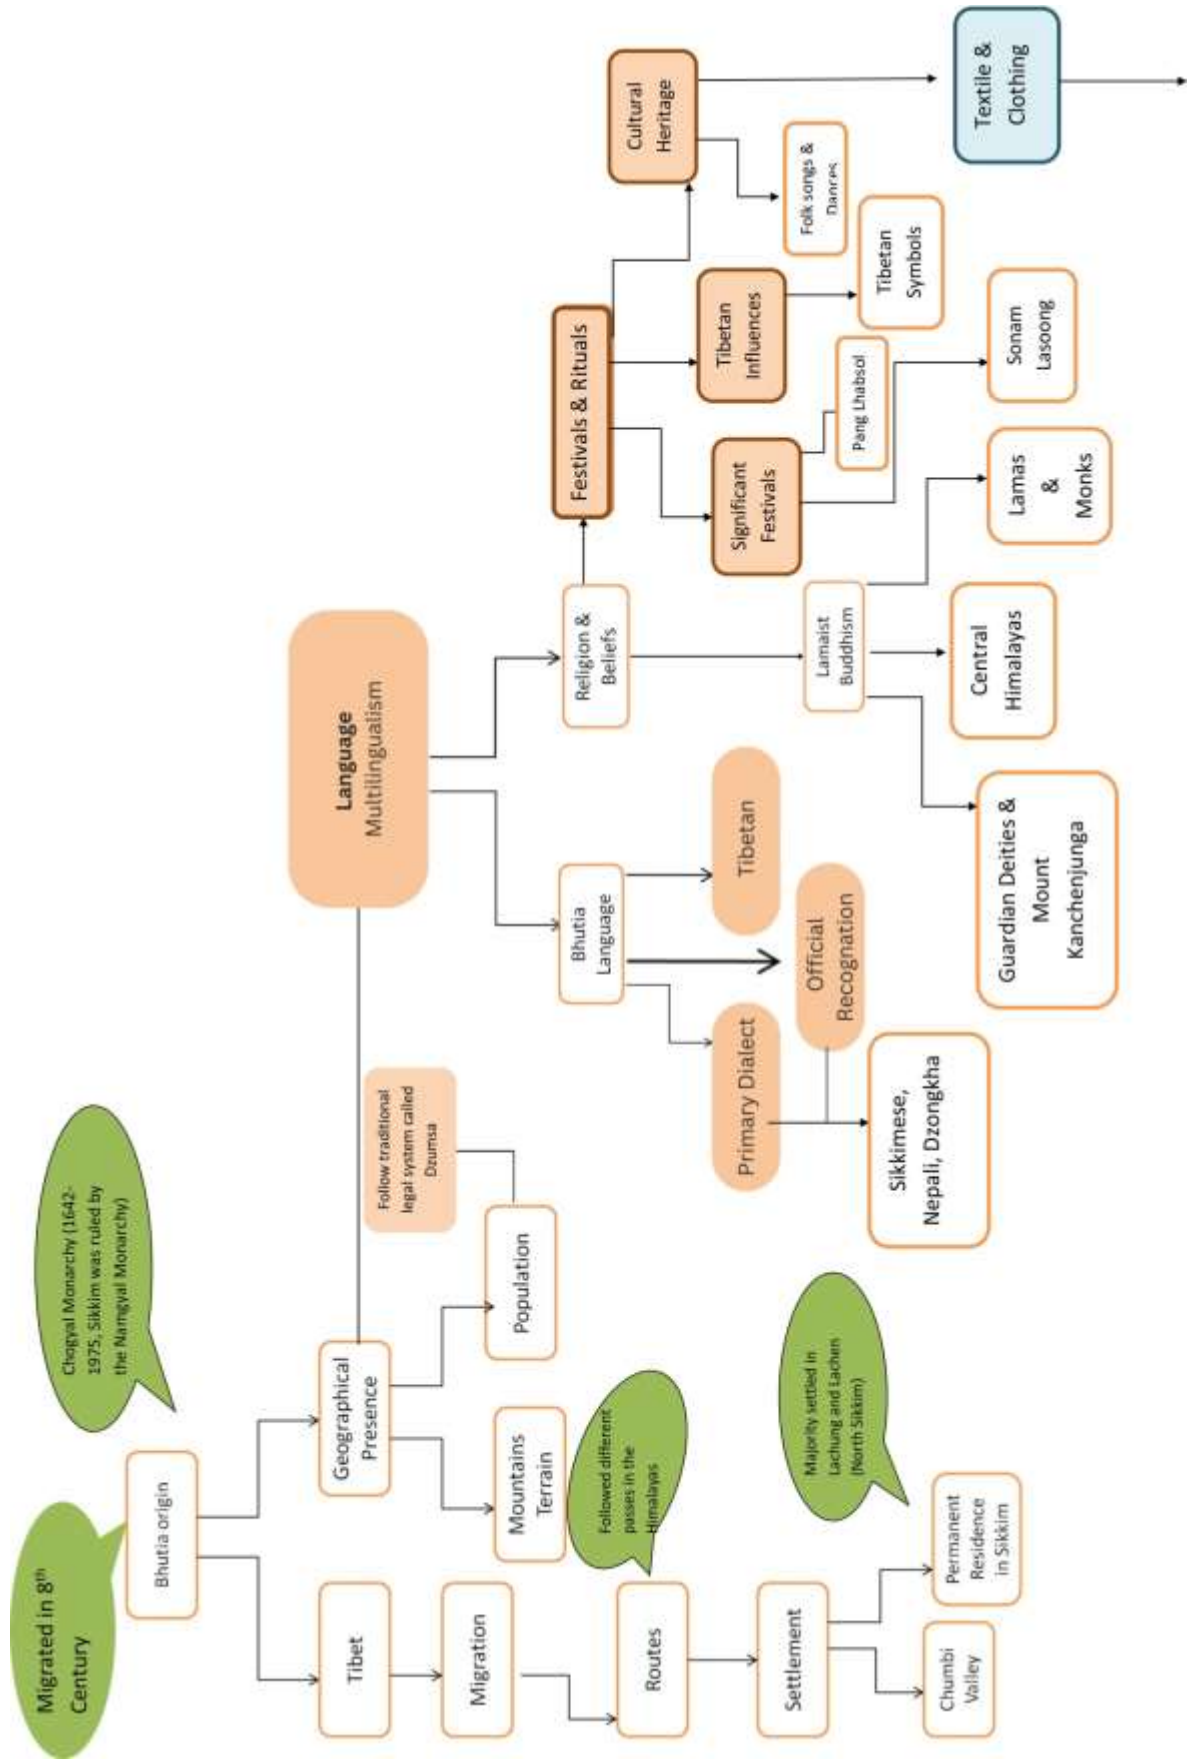 Migrated in 8th
Century
Bhutia origin
Chogyal Monarchy (1642-
1975, Sikkim was ruled by
the Namgyal Monarchy)
Tibet
Geographical
Presence
Language
Multilingualism
Follow traditional
legal system called
Dzumsa
Migration
Mountains
Terrain
Population
Bhutia
Language
Religion &
Beliefs
Festivals & Rituals
Cultural
Heritage
Routes
Followed different
passes in the
Himalayas
Primary Dialect
Tibetan
Significant
Festivals
Tibetan
Influences
Folk songs &
Dances
Settlement
Majority settled in
Lachung and Lachen
(North Sikkim)
Official
Recognation
Lamaist
Buddhism
Pang Lhabsol
Tibetan
Symbols
Chumbi
Valley
Permanent
Residence
in Sikkim
Sikkimese,
Nepali, Dzongkha
Guardian Deities &
Mount
Kanchenjunga
Central
Himalayas
Lamas
&
Monks
Sonam
Lasoong
Textile &
Clothing